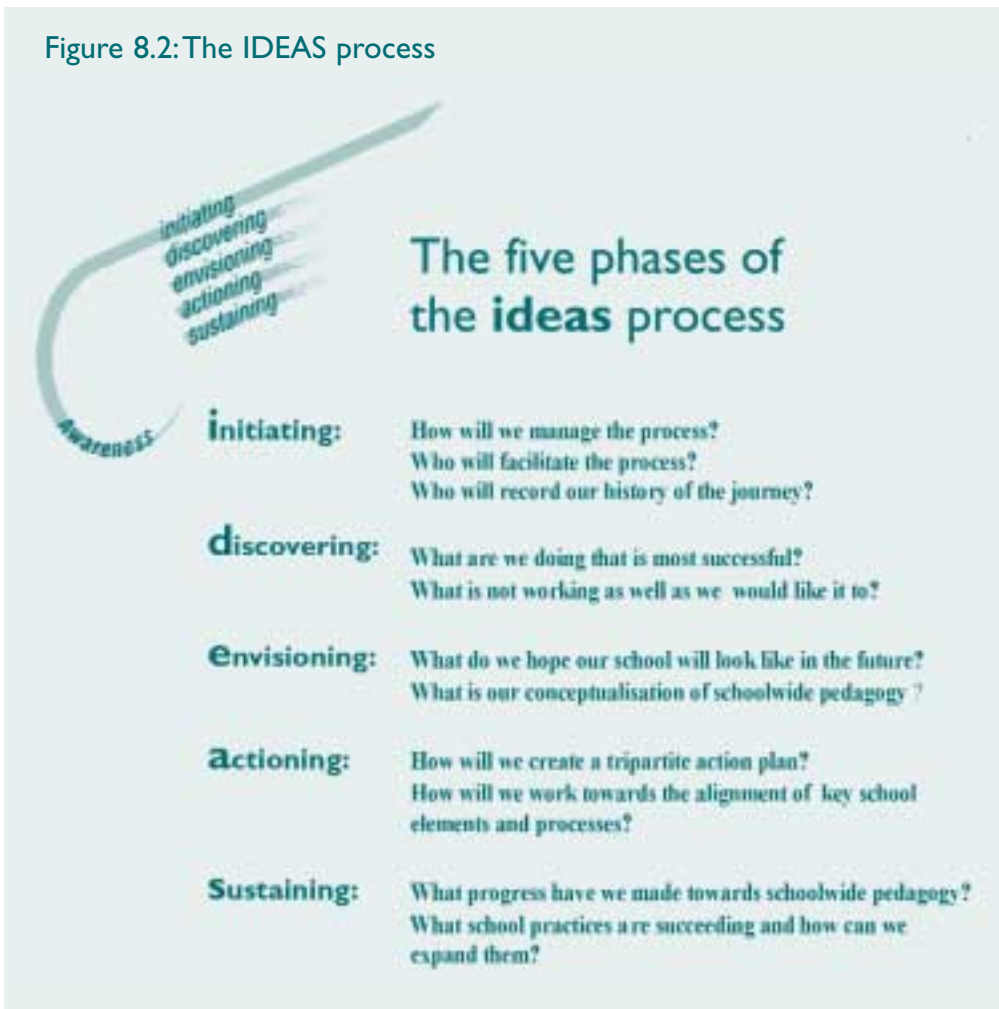 Figure 8.2: The IDEAS process
initiating
discovering
envisioning
actioning
sustaining
Awareness
The five phases of
the ideas process
initiating: How will we manage the process?
Who will facilitate the process?
Who will record our history of the journey?
discovering: What are we doing that is most successful?
What is not working as well as we would like it to?
envisioning: What do we hope our school will look like in the future?
What is our conceptualisation of schoolwide pedagogy ?
actioning: How will we create a tripartite action plan?
How will we work towards the alignment of key school
elements and processes?
Sustaining: What progress have we made towards schoolwide pedagogy?
What school practices are succeeding and how can we
expand them?